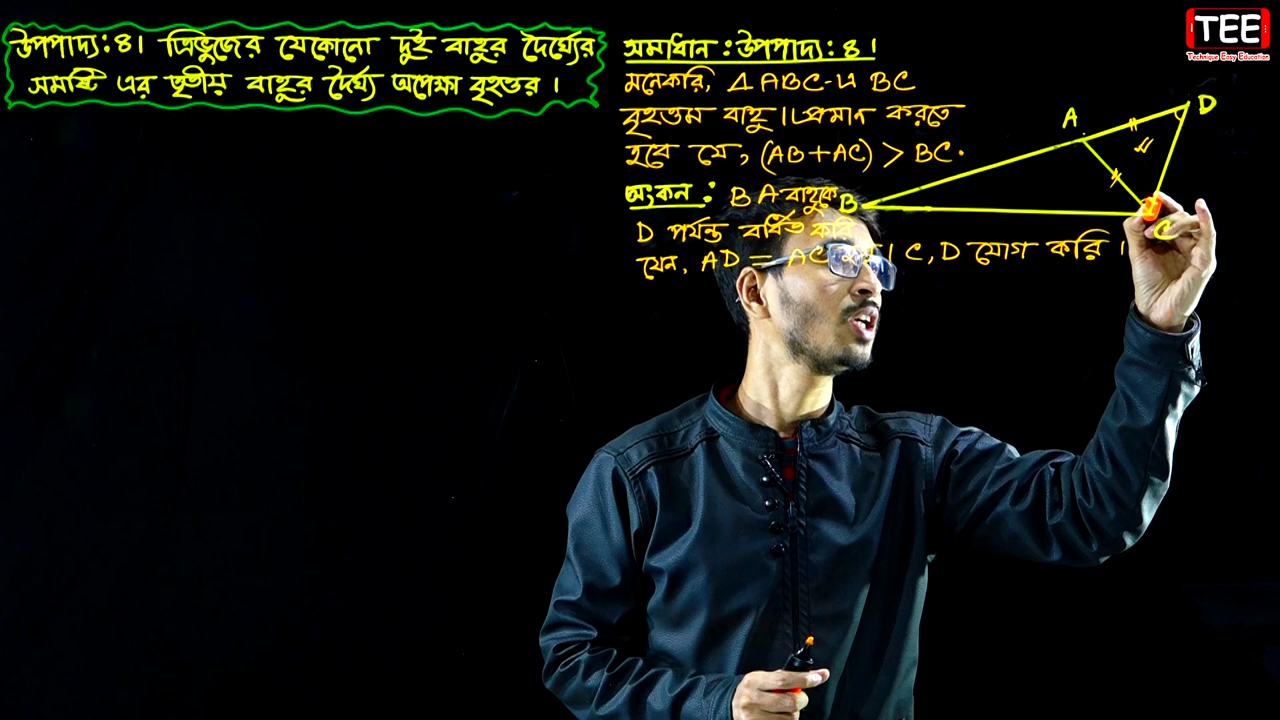 উপপাদ্য:৪। ত্রিভুজের যেকোনো দুই বাহুর দৈর্ঘ্যের
সমষ্টি এর তৃতীয় বাহুর দৈর্ঘ্য অপেক্ষা বৃহত্তর।
সমাধান : উপপাদ্য: ৪।
মনেকরি, Δ ABC-এ BC
বৃহত্তম বাহু। প্রমান করতে
হবে যে, (AB+AC) > BC.
অংকন : BA বাহুকে
D পর্যন্ত বর্ধিত করি
যেন, AD = AC হয়। C, D যোগ করি।
A
D
B
C
TEE
Technique Easy Education